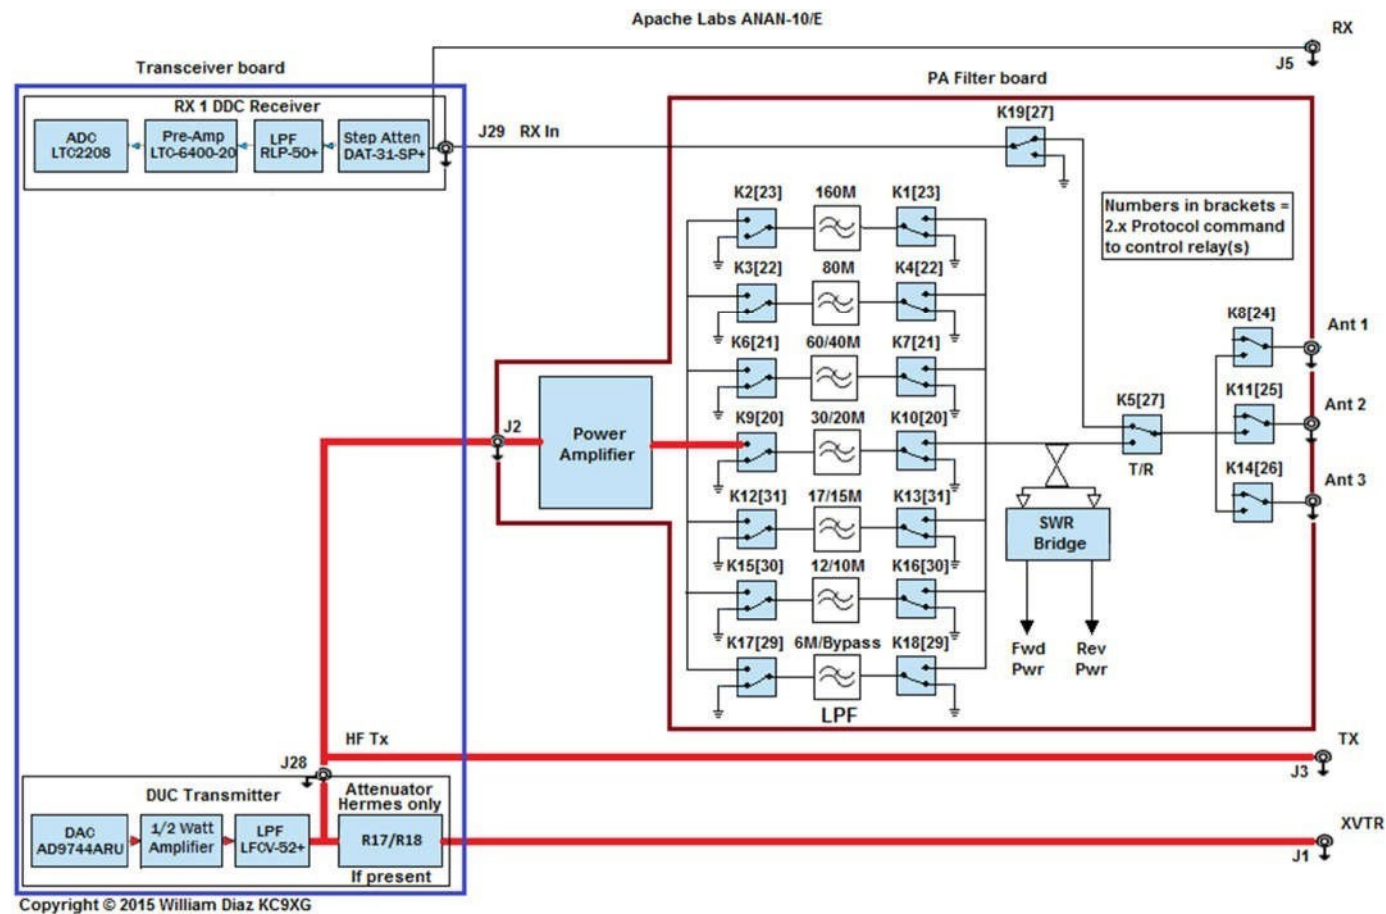 Apache Labs ANAN-10/E
RX
J5
Transceiver board
PA Filter board
RX 1 DDC Receiver
ADC
LTC2208
Pre-Amp
LTC-6400-20
LPF
RLP-50+
Step Atten
DAT-31-SP+
J29 RX In
K19[27]
Numbers in brackets =
2.x Protocol command
to control relay(s)
K2[23] 160M K1[23]
K3[22] 80M K4[22]
K6[21] 60/40M K7[21]
K9[20] 30/20M K10[20]
K12[31] 17/15M K13[31]
K15[30] 12/10M K16[30]
K17[29] 6M/Bypass K18[29]
LPF
J2
Power
Amplifier
K5[27]
T/R
SWR
Bridge
Fwd
Pwr
Rev
Pwr
K8[24]
Ant 1
K11[25]
Ant 2
K14[26]
Ant 3
HF Tx
TX
J3
J28
DUC Transmitter
Attenuator
Hermes only
DAC
AD9744ARU
1/2 Watt
Amplifier
LPF
LFCV-52+
R17/R18
If present
XVTR
J1
Copyright © 2015 William Diaz KC9XG